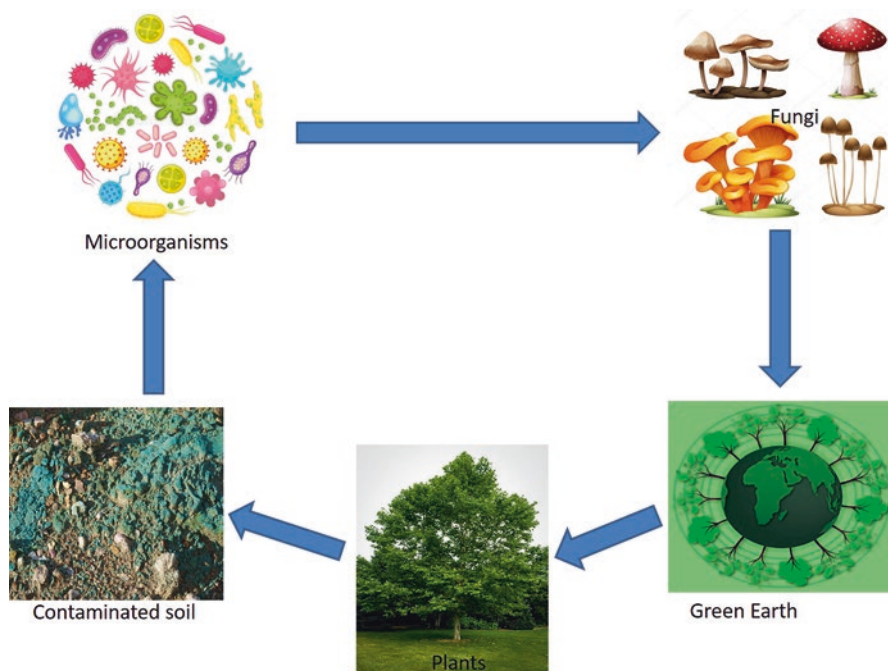 Fungi
Microorganisms
Contaminated soil
Plants
Green Earth